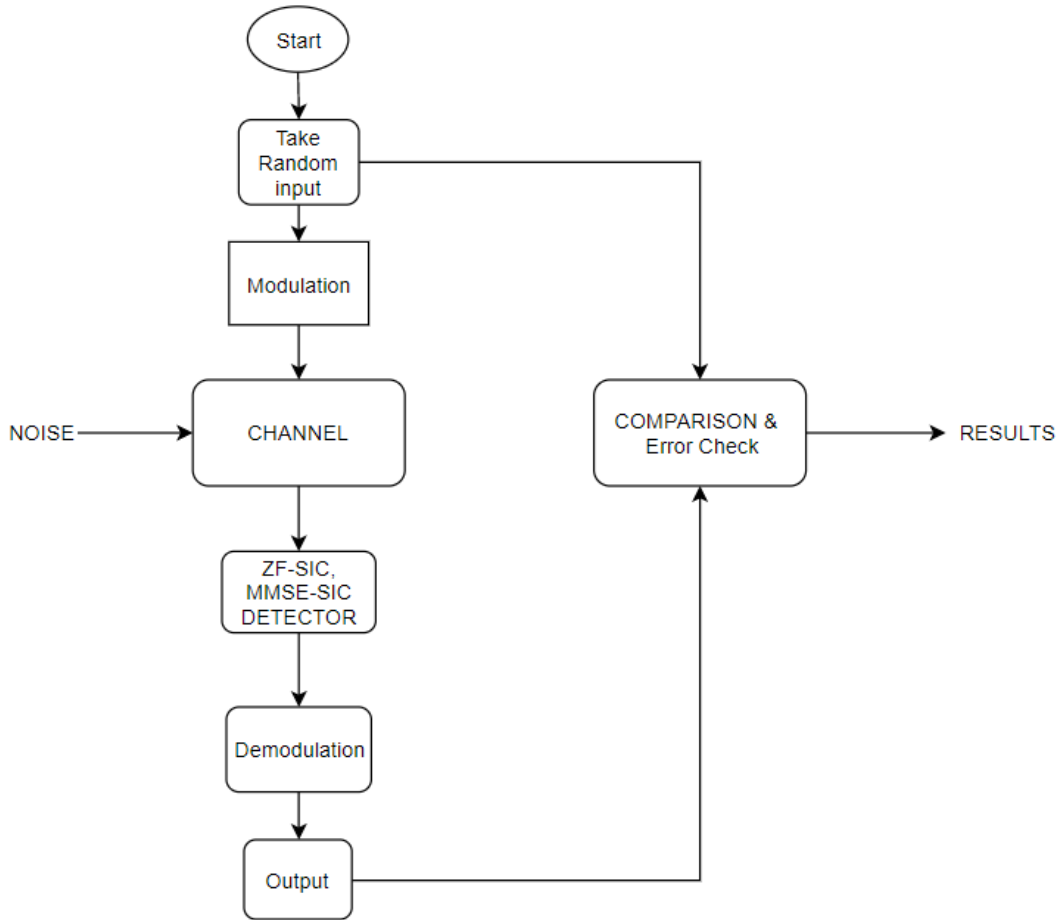 Start
Take
Random
input
Modulation
NOISE
CHANNEL
COMPARISON &
Error Check
RESULTS
ZF-SIC,
MMSE-SIC
DETECTOR
Demodulation
Output